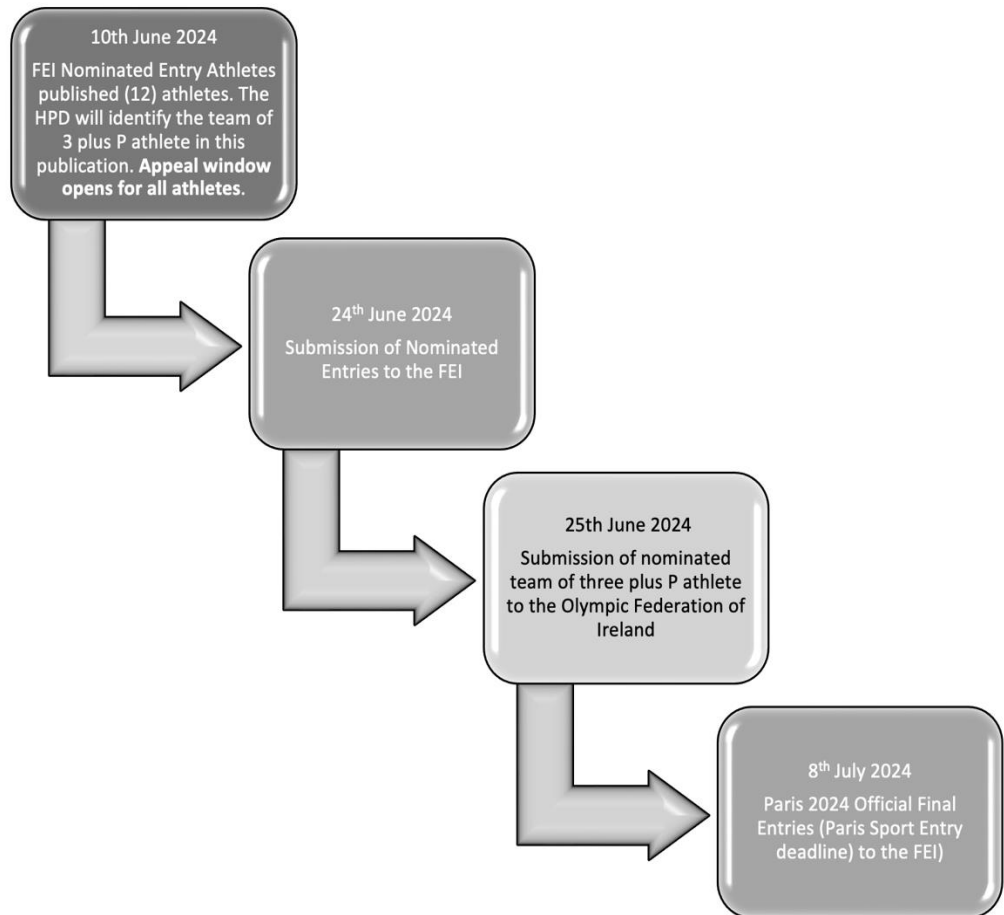 10th June 2024
FEI Nominated Entry Athletes
published (12) athletes. The
HPD will identify the team of
3 plus P athlete in this
publication. Appeal window
opens for all athletes.
24th June 2024
Submission of Nominated
Entries to the FEI
25th June 2024
Submission of nominated
team of three plus P athlete
to the Olympic Federation of
Ireland
8th July 2024
Paris 2024 Official Final
Entries (Paris Sport Entry
deadline) to the FEI)